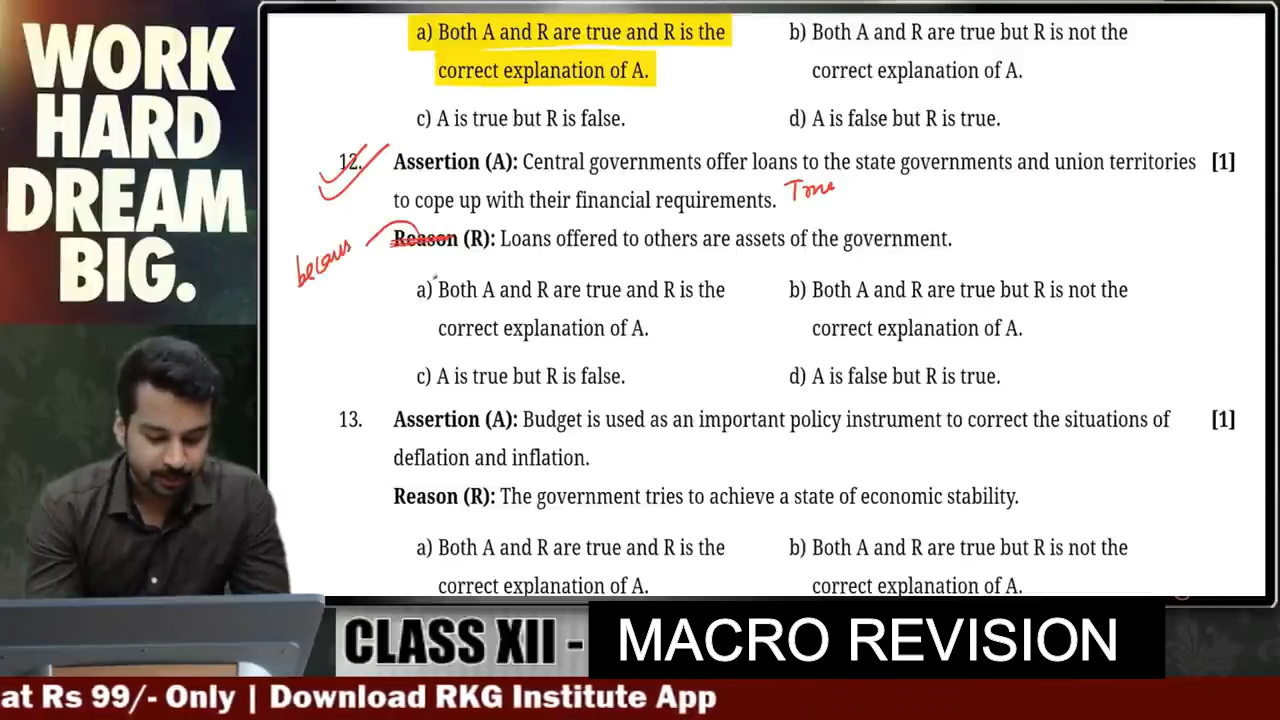 WORK
HARD
DREAM
BIG.
a) Both A and R are true and R is the
correct explanation of A.
b) Both A and R are true but R is not the
correct explanation of A.
c) A is true but R is false.
d) A is false but R is true.
12. Assertion (A): Central governments offer loans to the state governments and union territories [1]
to cope up with their financial requirements. True
Reason (R): Loans offered to others are assets of the government.
a) Both A and R are true and R is the
correct explanation of A.
b) Both A and R are true but R is not the
correct explanation of A.
c) A is true but R is false.
d) A is false but R is true.
13. Assertion (A): Budget is used as an important policy instrument to correct the situations of [1]
deflation and inflation.
Reason (R): The government tries to achieve a state of economic stability.
a) Both A and R are true and R is the
correct explanation of A.
b) Both A and R are true but R is not the
correct explanation of A.
CLASS XII - MACRO REVISION
at Rs 99/- Only | Download RKG Institute App